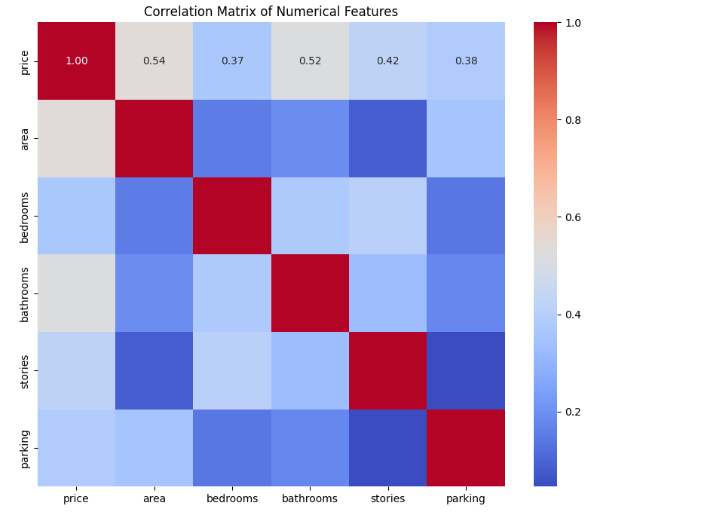 Correlation Matrix of Numerical Features
price
1.00 0.54 0.37 0.52 0.42 0.38
area
bedrooms
bathrooms
stories
parking
price area bedrooms bathrooms stories parking
1.0
0.8
0.6
0.4
0.2